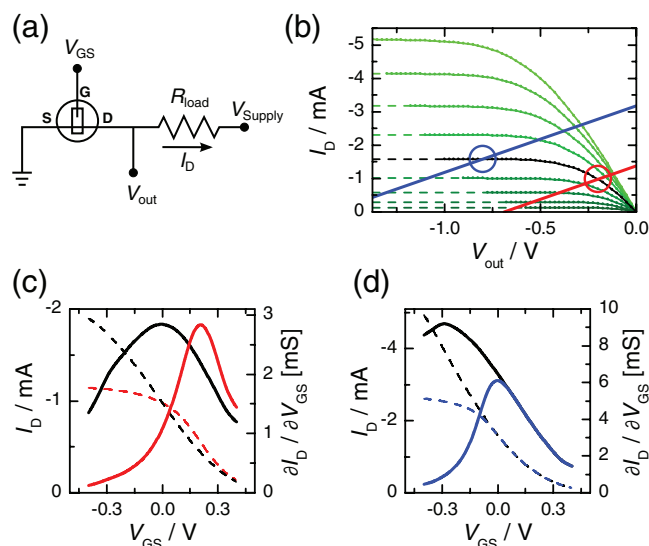 (a)
V_GS
G
S
D
R_load
V_Supply
I_D
V_out
(b)
I_D / mA
-5
-4
-3
-2
-1
0
-1.0
-0.5
0.0
V_out / V
(c)
I_D / mA
-2
-1
0
-0.3
0.0
0.3
V_GS / V
3
2
1
0
∂I_D / ∂V_GS [mS]
(d)
I_D / mA
-4
-2
0
-0.3
0.0
0.3
V_GS / V
10
8
6
4
2
0
∂I_D / ∂V_GS [mS]